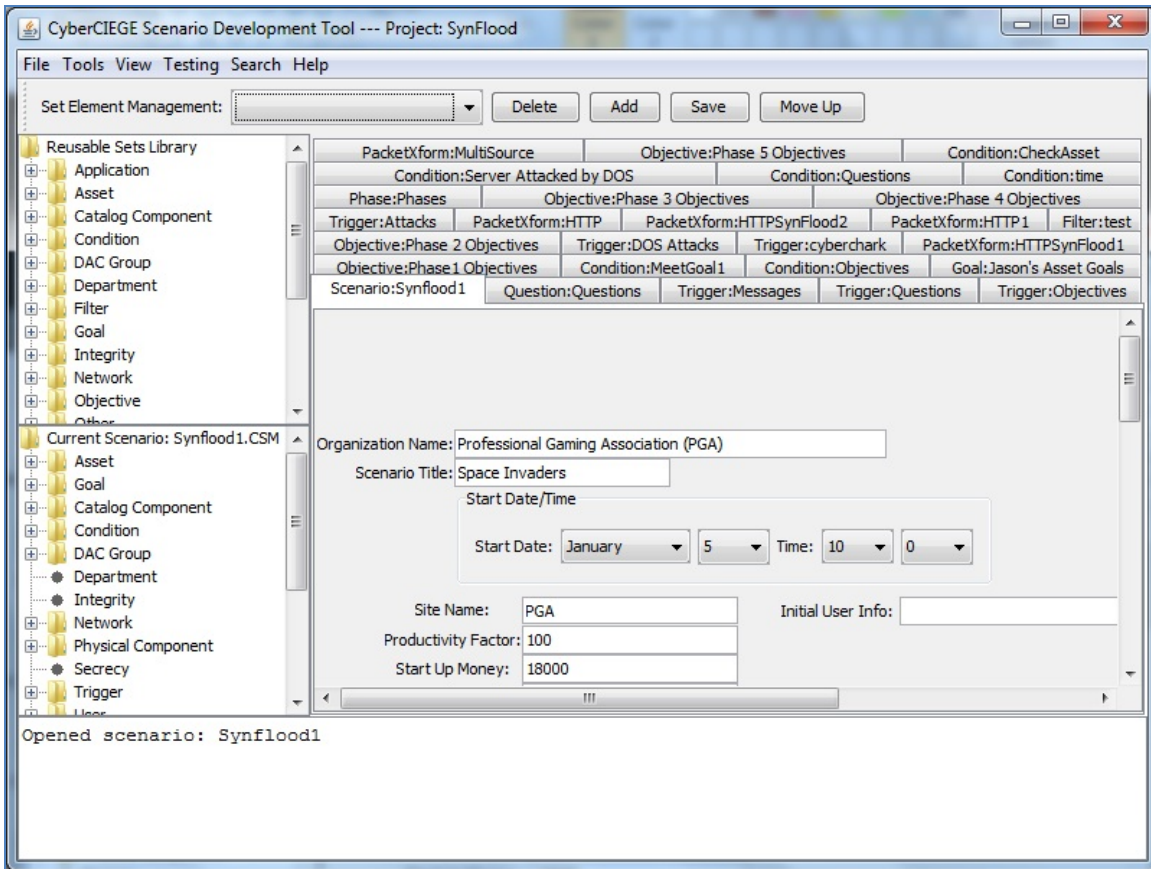 CyberCIEGE Scenario Development Tool --- Project: SynFlood
File Tools View Testing Search Help
Set Element Management: Delete Add Save Move Up
Reusable Sets Library
Application
Asset
Catalog Component
Condition
DAC Group
Department
Filter
Goal
Integrity
Network
Objective
Other
Current Scenario: Synflood1.CSM
Asset
Goal
Catalog Component
Condition
DAC Group
Department
Integrity
Network
Physical Component
Secrecy
Trigger
User
PacketXform:MultiSource Objective:Phase 5 Objectives Condition:CheckAsset
Condition:Server Attacked by DOS Condition:Questions Condition:time
Phase:Phases Objective:Phase 3 Objectives Objective:Phase 4 Objectives
Trigger:Attacks PacketXform:HTTP PacketXform:HTTPSynFlood2 PacketXform:HTTP1 Filter:test
Objective:Phase 2 Objectives Trigger:DOS Attacks Trigger:cyberchark PacketXform:HTTPSynFlood1
Objective:Phase1 Objectives Condition:MeetGoal1 Condition:Objectives Goal:Jason's Asset Goals
Scenario:Synflood1 Question:Questions Trigger:Messages Trigger:Questions Trigger:Objectives
Organization Name: Professional Gaming Association (PGA)
Scenario Title: Space Invaders
Start Date/Time
Start Date: January 5 Time: 10 0
Site Name: PGA Initial User Info:
Productivity Factor: 100
Start Up Money: 18000
Opened scenario: Synflood1